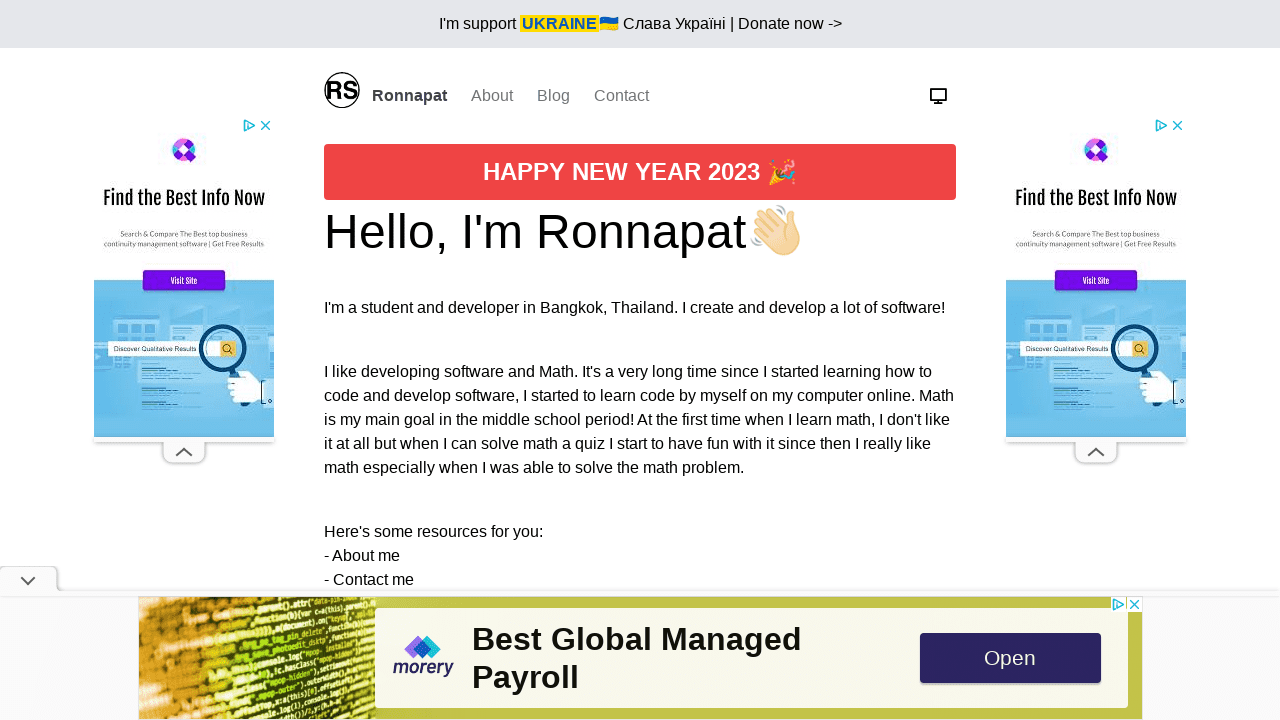 I'm support UKRAINE🇺🇦 Слава Україні | Donate now ->
RS
Ronnapat About Blog Contact
HAPPY NEW YEAR 2023 🎉
Hello, I'm Ronnapat👋🏼
I'm a student and developer in Bangkok, Thailand. I create and develop a lot of software!
I like developing software and Math. It's a very long time since I started learning how to
code and develop software, I started to learn code by myself on my computer online. Math
is my main goal in the middle school period! At the first time when I learn math, I don't like
it at all but when I can solve math a quiz I start to have fun with it since then I really like
math especially when I was able to solve the math problem.
Here's some resources for you:
- About me
- Contact me
Find the Best Info Now
Search & Compare The Best top business
continuity management software | Get Free Results
Visit Site
Discover Qualitative Results
Find the Best Info Now
Search & Compare The Best top business
continuity management software | Get Free Results
Visit Site
Discover Qualitative Results
morery
Best Global Managed
Payroll
Open